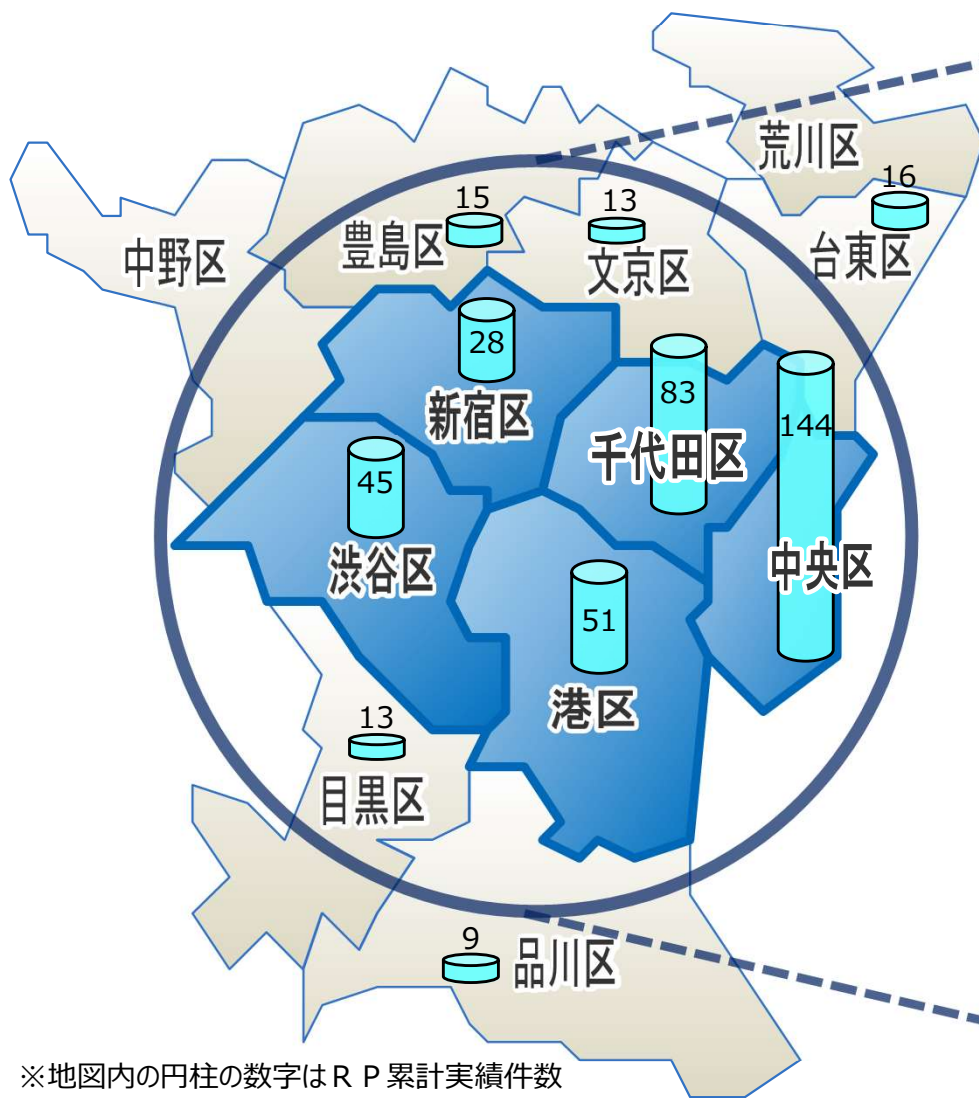 荒川区
16
15
13
豊島区
文京区
台東区
中野区
28
83
新宿区
144
千代田区
45
渋谷区
中央区
51
港区
13
目黒区
9
品川区
※地図内の円柱の数字はＲＰ累計実績件数